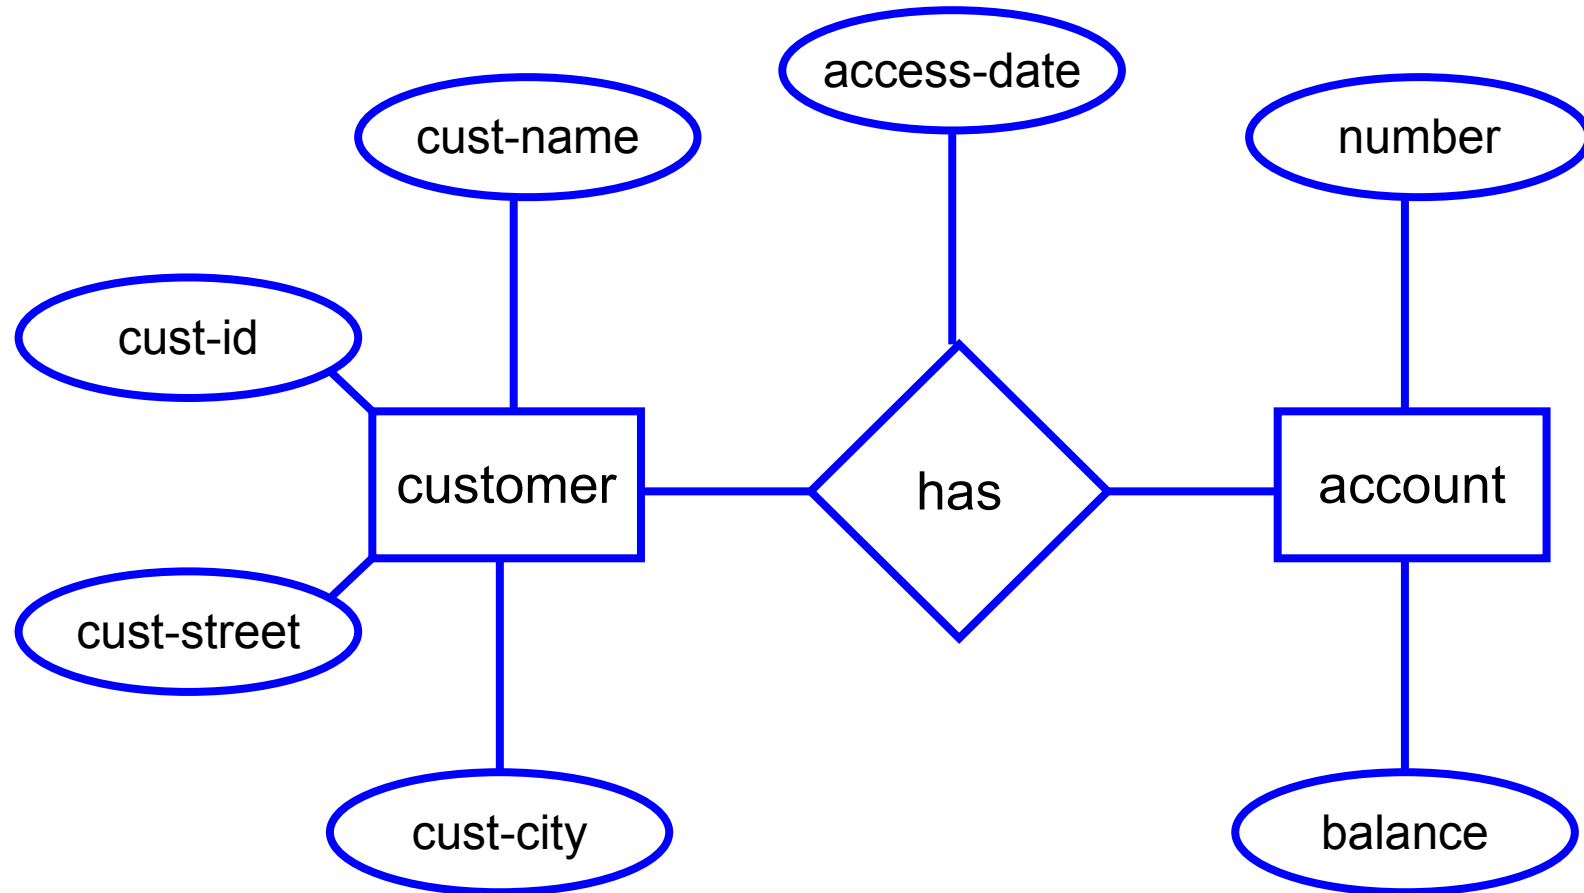 access-date
cust-name
number
cust-id
customer
has
account
cust-street
cust-city
balance